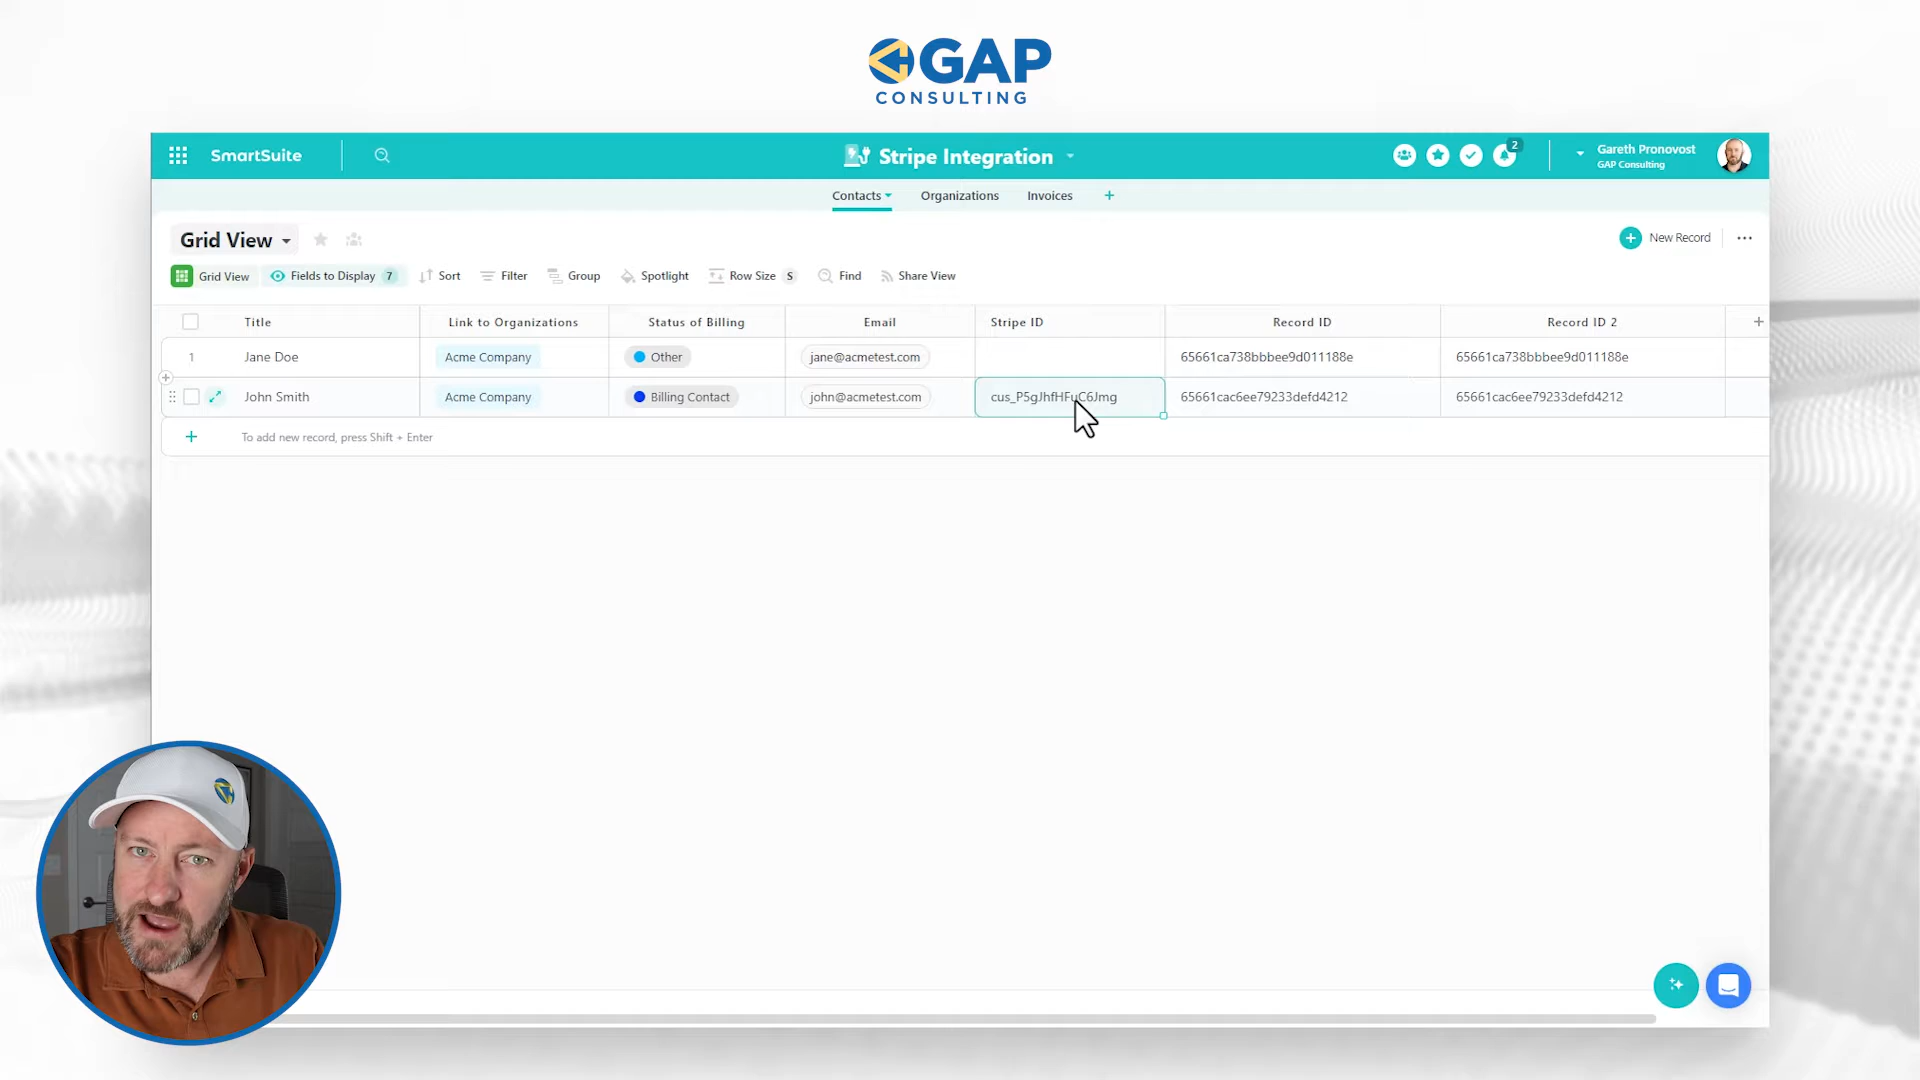 GAP
CONSULTING
SmartSuite
Stripe Integration
2
Gareth Pronovost
GAP Consulting
Contacts
Organizations
Invoices
Grid View
New Record
Grid View
Fields to Display 7
Sort
Filter
Group
Spotlight
Row Size S
Find
Share View
Title
Link to Organizations
Status of Billing
Email
Stripe ID
Record ID
Record ID 2
1
Jane Doe
Acme Company
Other
jane@acmetest.com
65661ca738bbbee9d011188e
65661ca738bbbee9d011188e
John Smith
Acme Company
Billing Contact
john@acmetest.com
cus_P5gJhfHFuC6Jmg
65661cac6ee79233defd4212
65661cac6ee79233defd4212
To add new record, press Shift + Enter